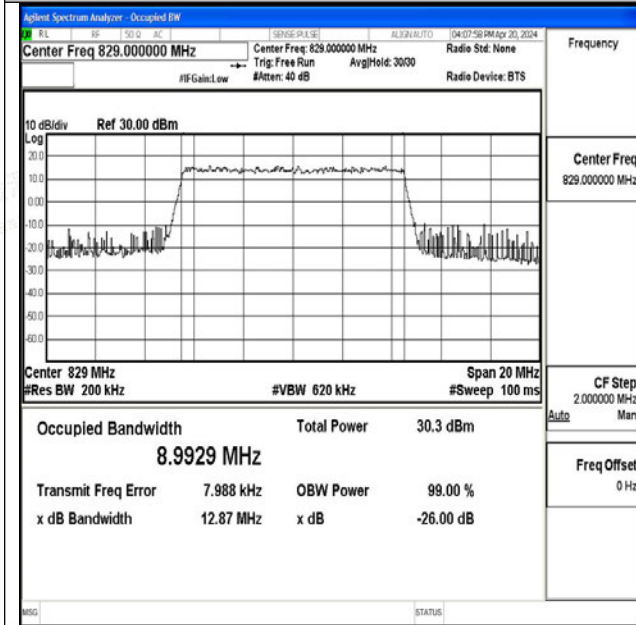 Agilent Spectrum Analyzer - Occupied BW
RL RF 50 Ω AC SENSE:PULSE ALIGNAUTO 04:07:58 PM Apr 20, 2024
Center Freq 829.000000 MHz Center Freq: 829.000000 MHz Radio Std: None Frequency
Trig: Free Run Avg|Hold: 30/30
#IFGain:Low #Atten: 40 dB Radio Device: BTS
10 dB/div Ref 30.00 dBm
Log
20.0
10.0
0.00
-10.0
-20.0
-30.0
-40.0
-50.0
-60.0
Center 829 MHz Span 20 MHz
#Res BW 200 kHz #VBW 620 kHz #Sweep 100 ms
Occupied Bandwidth Total Power 30.3 dBm
8.9929 MHz
Transmit Freq Error 7.988 kHz OBW Power 99.00 %
x dB Bandwidth 12.87 MHz x dB -26.00 dB
Center Freq
829.000000 MHz
CF Step
2.000000 MHz
Auto Man
Freq Offset
0 Hz
MSG STATUS